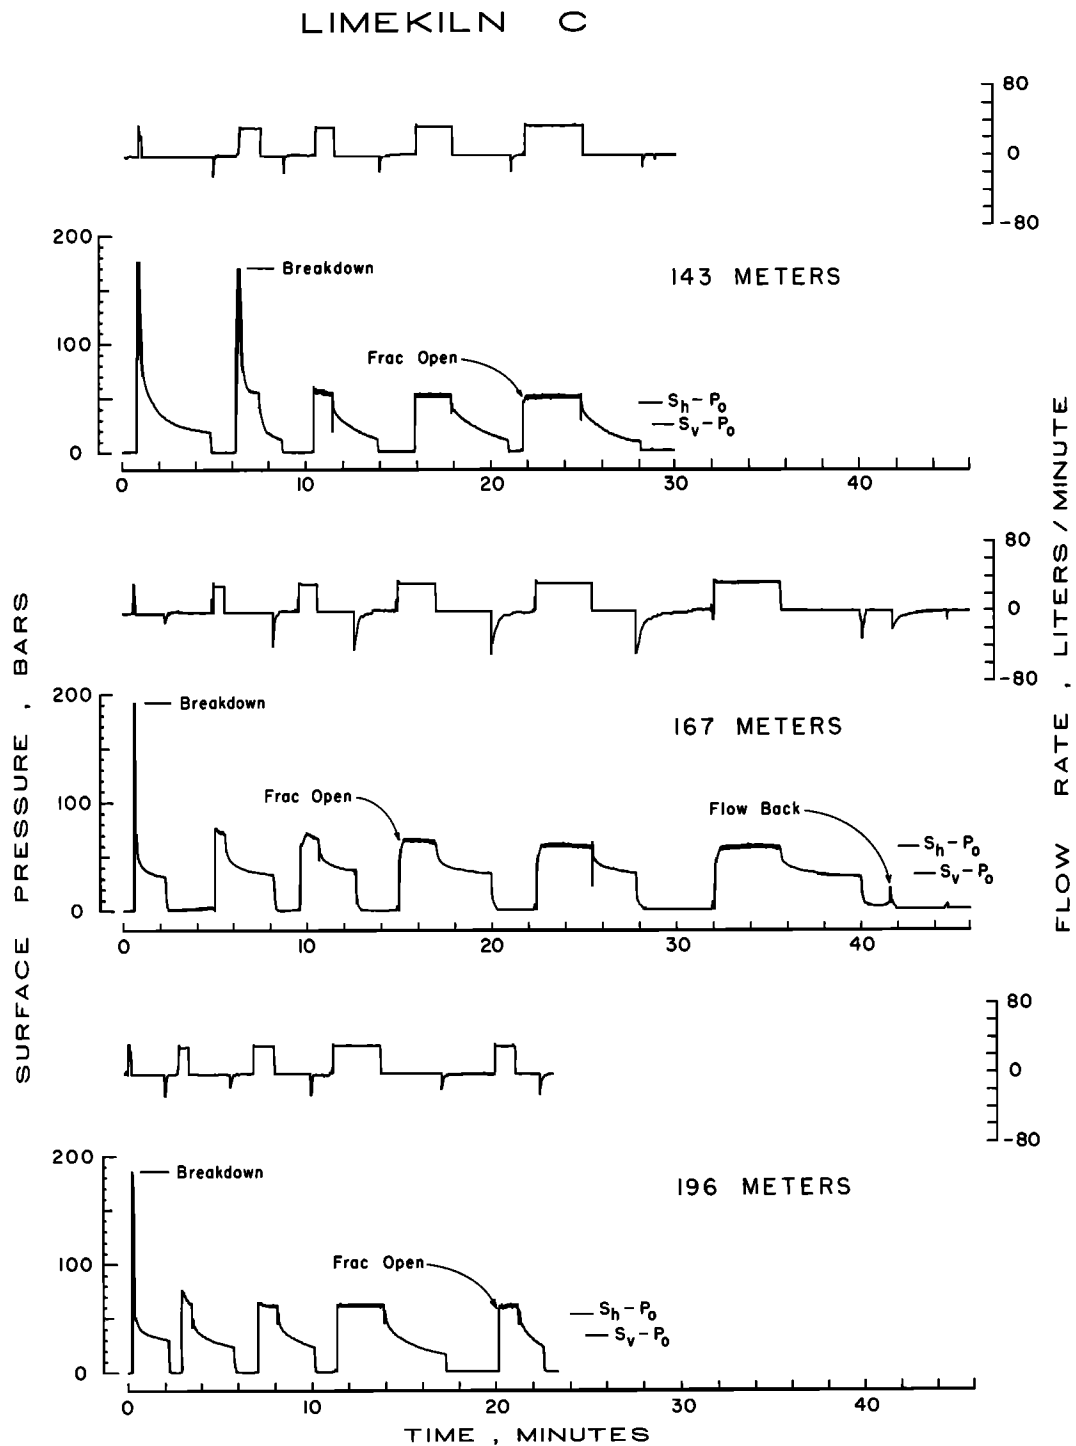 LIMEKILN C
80
0
-80
200
100
0
Breakdown
143 METERS
Frac Open
Sh-Po
Sv-Po
0 10 20 30 40
80
0
-80
200
100
0
Breakdown
167 METERS
Frac Open
Flow Back
Sh-Po
Sv-Po
0 10 20 30 40
80
0
-80
200
100
0
Breakdown
196 METERS
Frac Open
Sh-Po
Sv-Po
0 10 20 30 40
TIME , MINUTES
SURFACE PRESSURE , BARS
FLOW RATE , LITERS/MINUTE